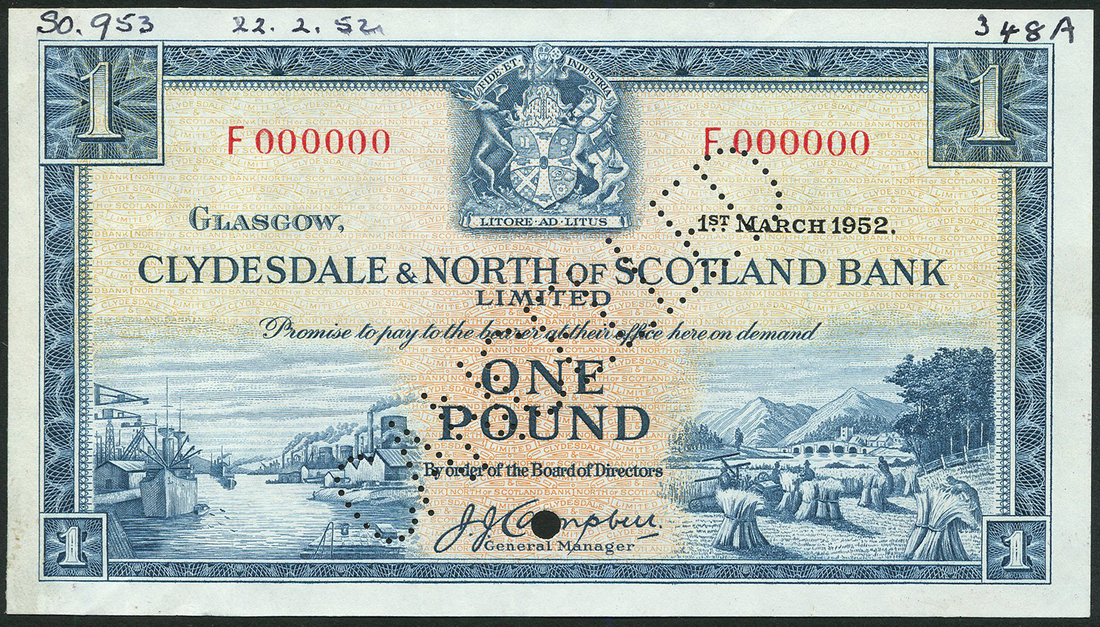 SO. 953 22. 2. 52. 348A
1 1
FIDE·ET· INDUSTRIA
F 000000 F 000000
LITORE·AD·LITUS
GLASGOW, 1ST MARCH 1952.
CLYDESDALE & NORTH OF SCOTLAND BANK
LIMITED
Promise to pay to the bearer at their office here on demand
ONE
POUND
By order of the Board of Directors
J.J. Campbell.
General Manager
1 1